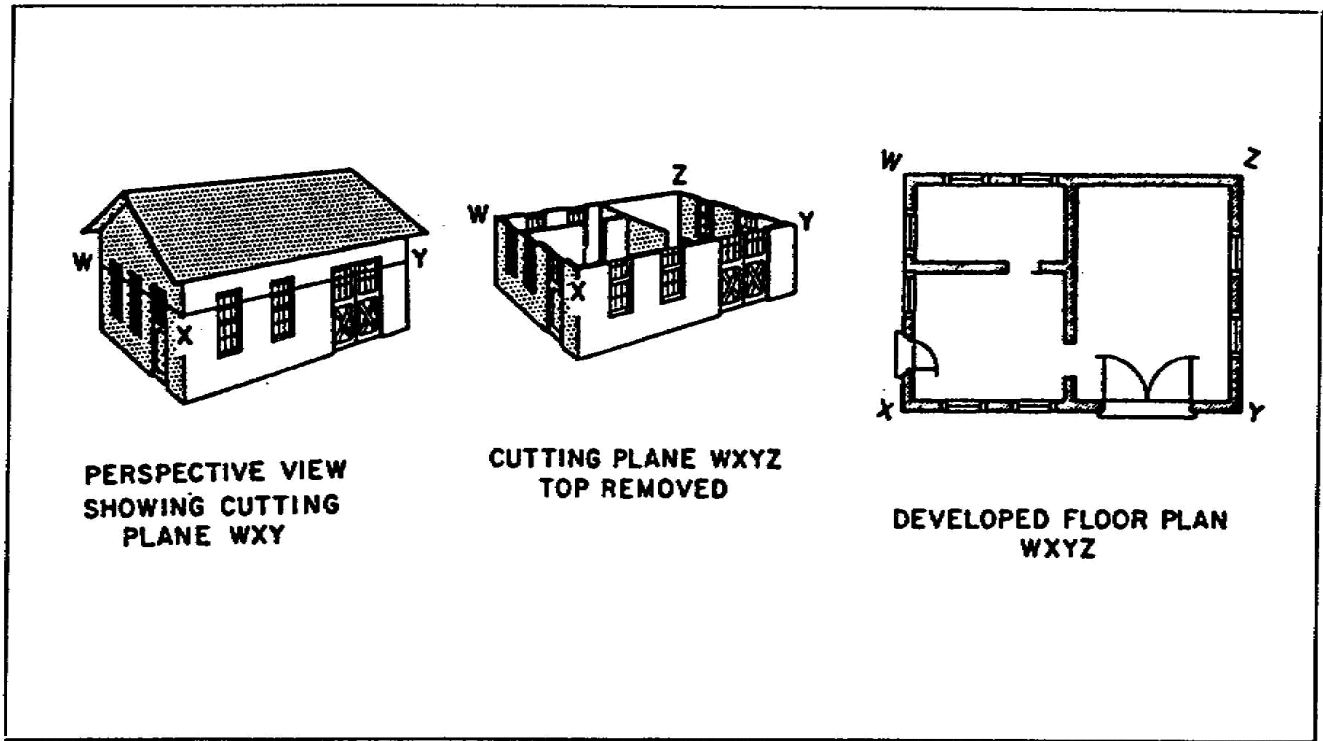 W
X
Y
PERSPECTIVE VIEW
SHOWING CUTTING
PLANE WXY
W
Z
X
Y
CUTTING PLANE WXYZ
TOP REMOVED
W
Z
X
Y
DEVELOPED FLOOR PLAN
WXYZ